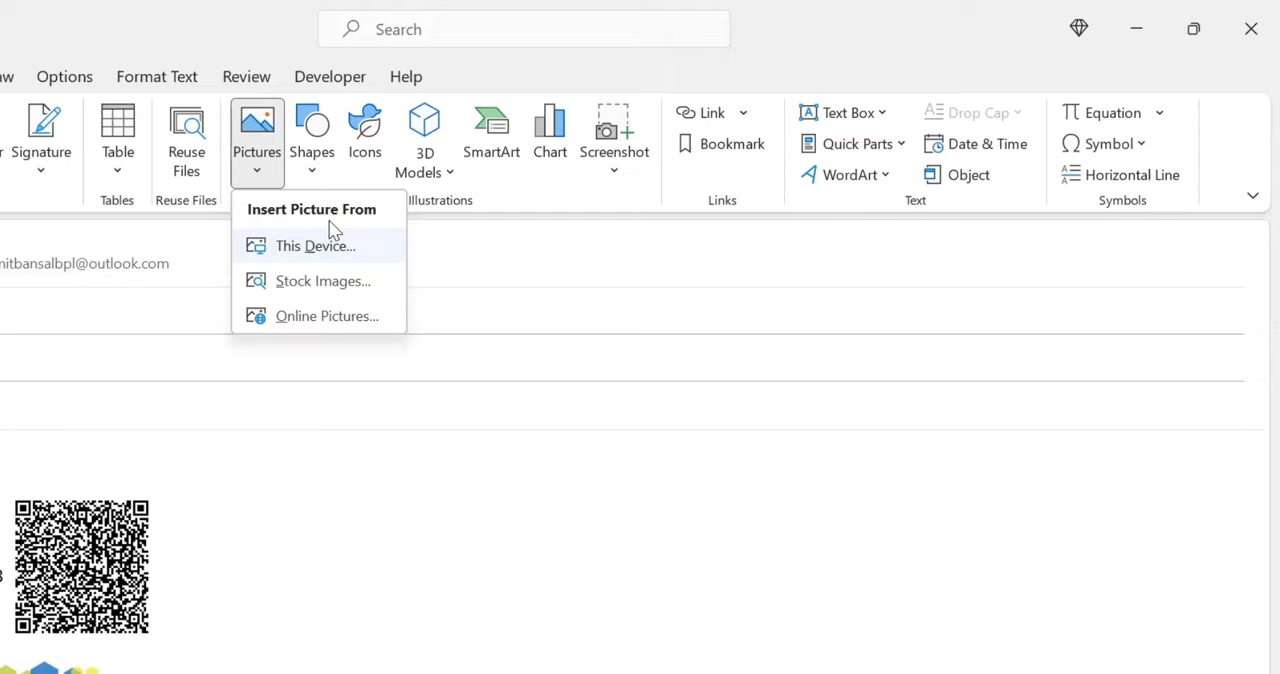 Search
Options Format Text Review Developer Help
Signature
Table
Reuse
Files
Pictures
Shapes
Icons
3D
Models
SmartArt
Chart
Screenshot
Link
Bookmark
Text Box
Quick Parts
WordArt
Drop Cap
Date & Time
Object
Equation
Symbol
Horizontal Line
Tables
Reuse Files
Illustrations
Links
Text
Symbols
Insert Picture From
This Device...
Stock Images...
Online Pictures...
mitbansalbpl@outlook.com